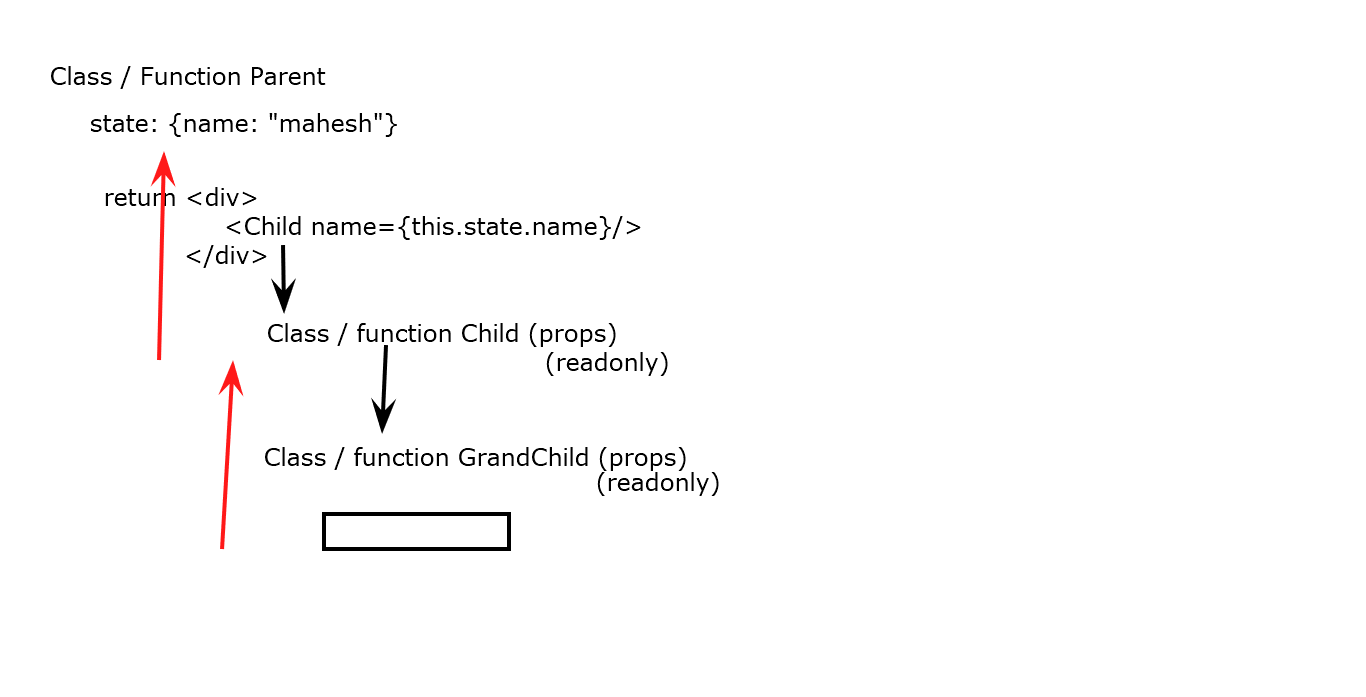 Class / Function Parent
state: {name: "mahesh"}
return <div>
<Child name={this.state.name}/>
</div>
Class / function Child (props)
(readonly)
Class / function GrandChild (props)
(readonly)